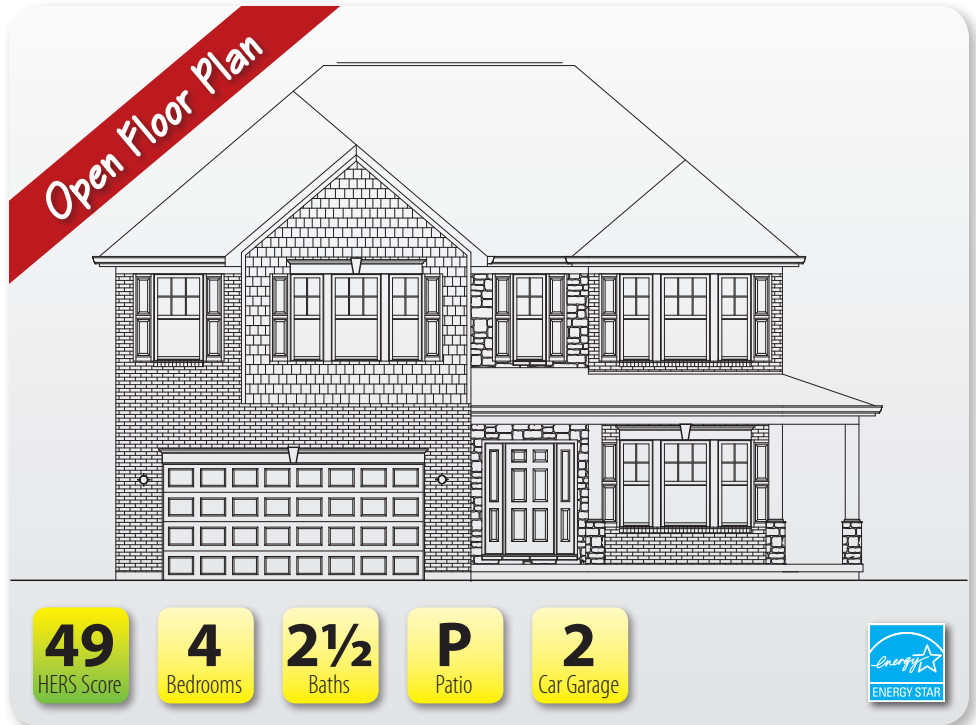 Open Floor Plan
49
HERS Score
4
Bedrooms
2½
Baths
P
Patio
2
Car Garage
energy
ENERGY STAR